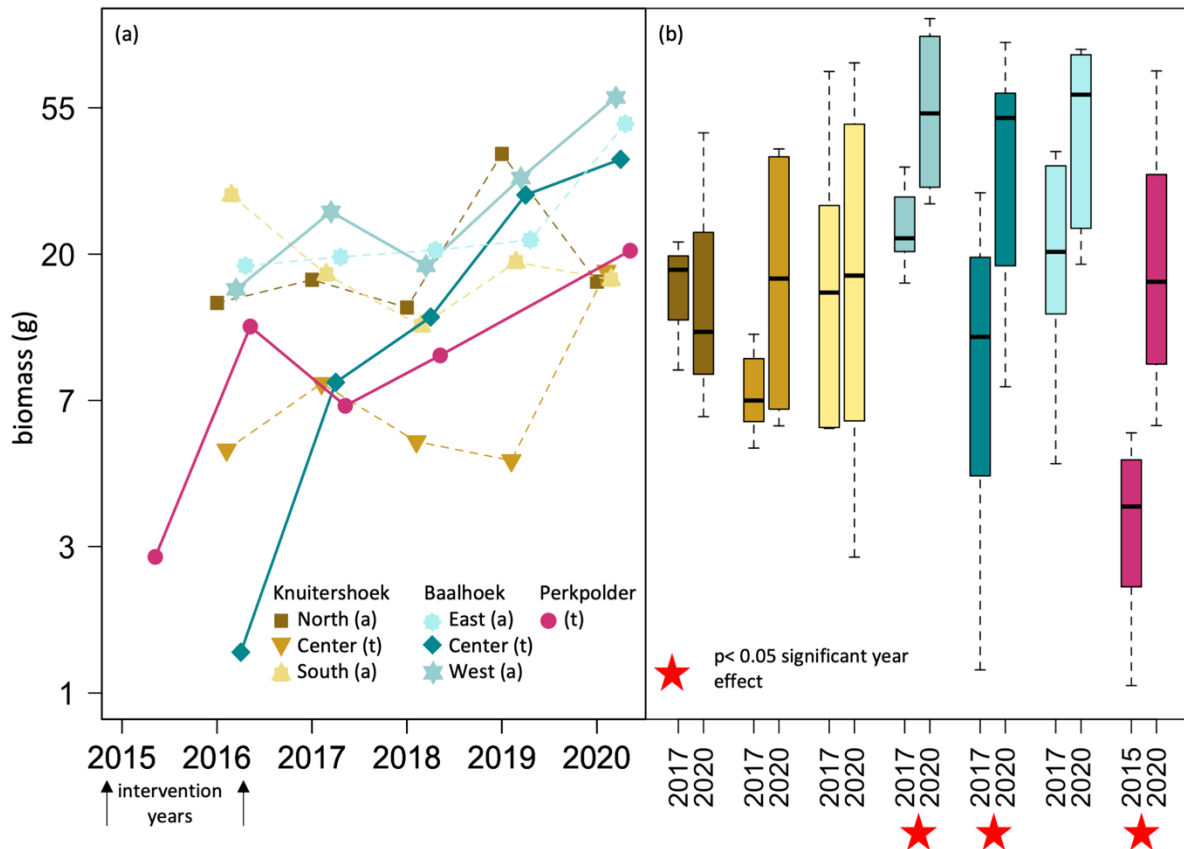 (a)
(b)
biomass (g)
55
20
7
3
1
Knuitershoek
North (a)
Center (t)
South (a)
Baalhoek
East (a)
Center (t)
West (a)
Perkpolder
(t)
2015 2016 2017 2018 2019 2020
intervention
years
p< 0.05 significant year
effect
2017
2020
2017
2020
2017
2020
2017
2020
2017
2020
2017
2020
2015
2020